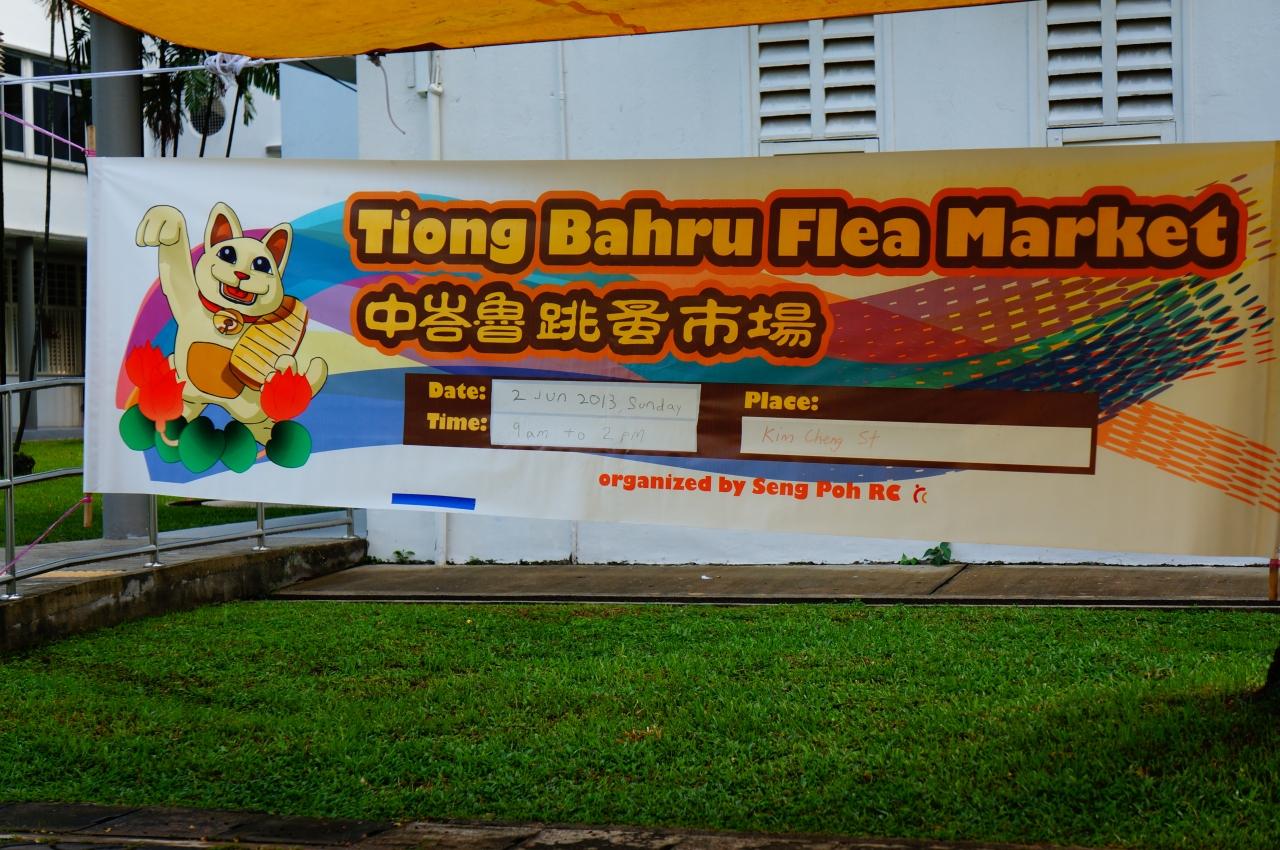 Tiong Bahru Flea Market
中峇魯跳蚤市場
Date: 2 Jun 2013, Sunday
Time: 9am to 2pm
Place:
Kim Cheng St
organized by Seng Poh RC